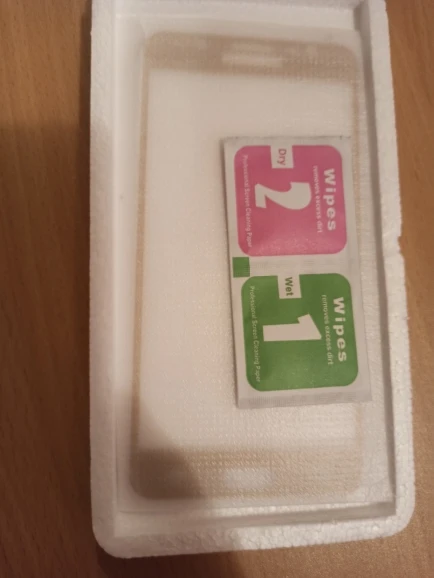 Wipes
removes excess dirt
2
Dry
Professional Screen Cleaning Paper
Wipes
removes excess dirt
1
Wet
Professional Screen Cleaning Paper